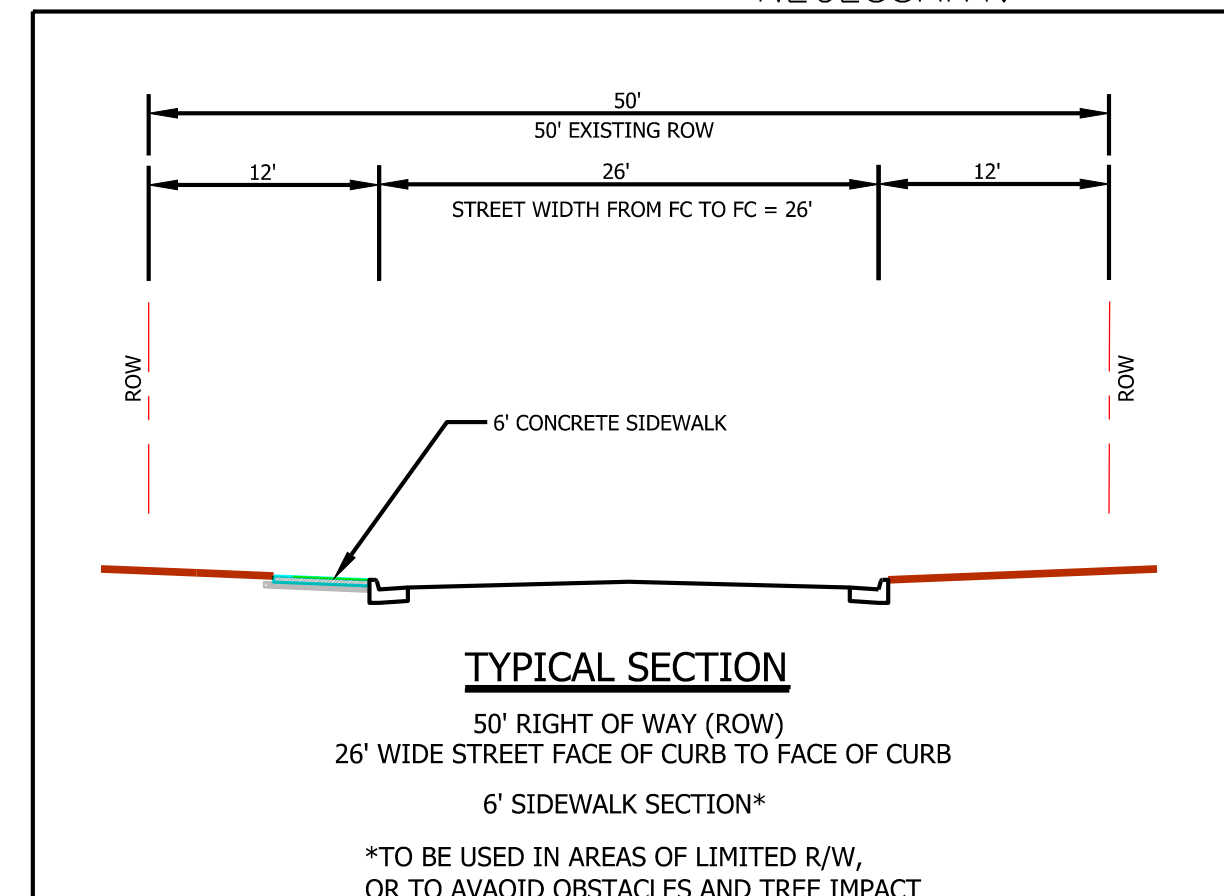 50'
50' EXISTING ROW
12'
26'
12'
STREET WIDTH FROM FC TO FC = 26'
ROW
ROW
6' CONCRETE SIDEWALK
TYPICAL SECTION
50' RIGHT OF WAY (ROW)
26' WIDE STREET FACE OF CURB TO FACE OF CURB
6' SIDEWALK SECTION*
*TO BE USED IN AREAS OF LIMITED R/W,
OR TO AVAOID OBSTACLES AND TREE IMPACT